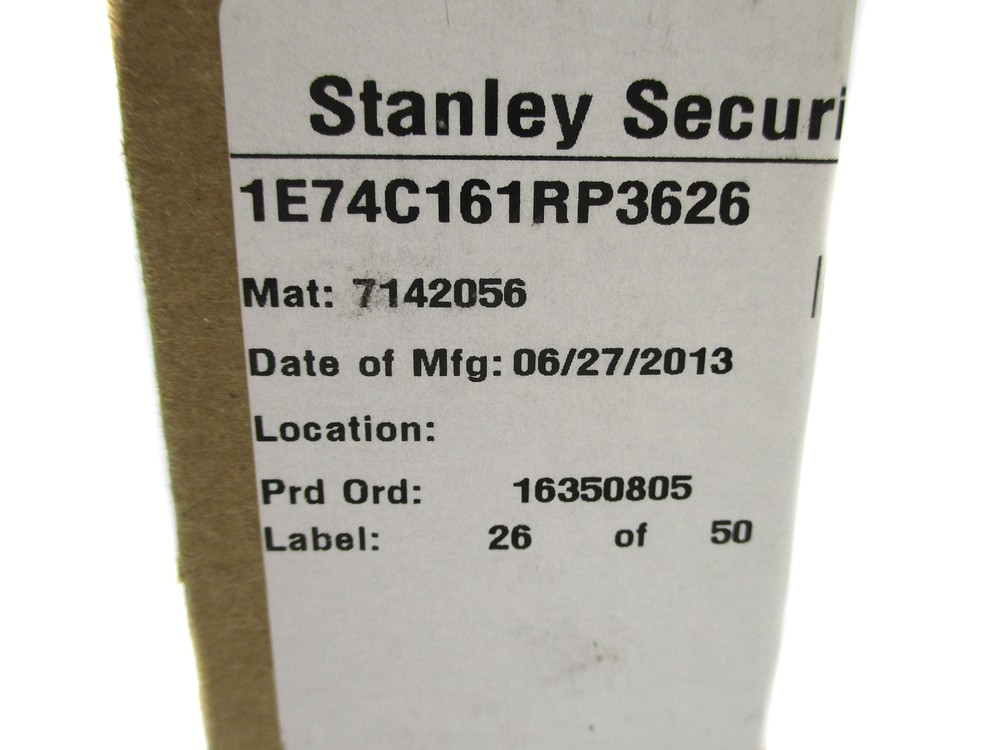 Stanley Securi
1E74C161RP3626
Mat: 7142056
Date of Mfg: 06/27/2013
Location:
Prd Ord: 16350805
Label: 26 of 50